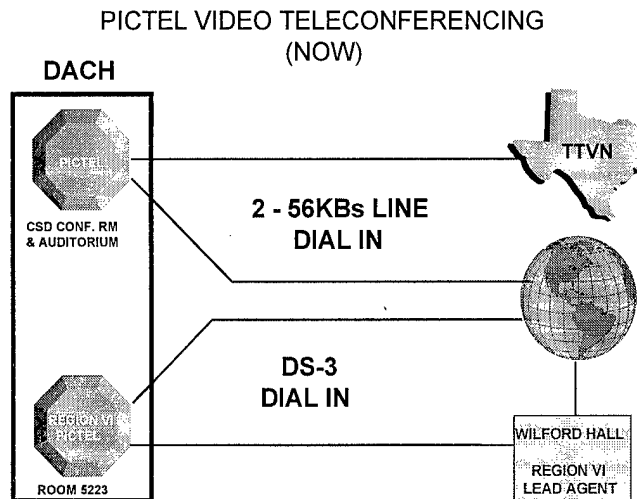 PICTEL VIDEO TELECONFERENCING
(NOW)
DACH
PICTEL
CSD CONF. RM
& AUDITORIUM
TTVN
2 - 56KBs LINE
DIAL IN
DS-3
DIAL IN
REGION VI
PICTEL
ROOM 5223
WILFORD HALL
REGION VI
LEAD AGENT